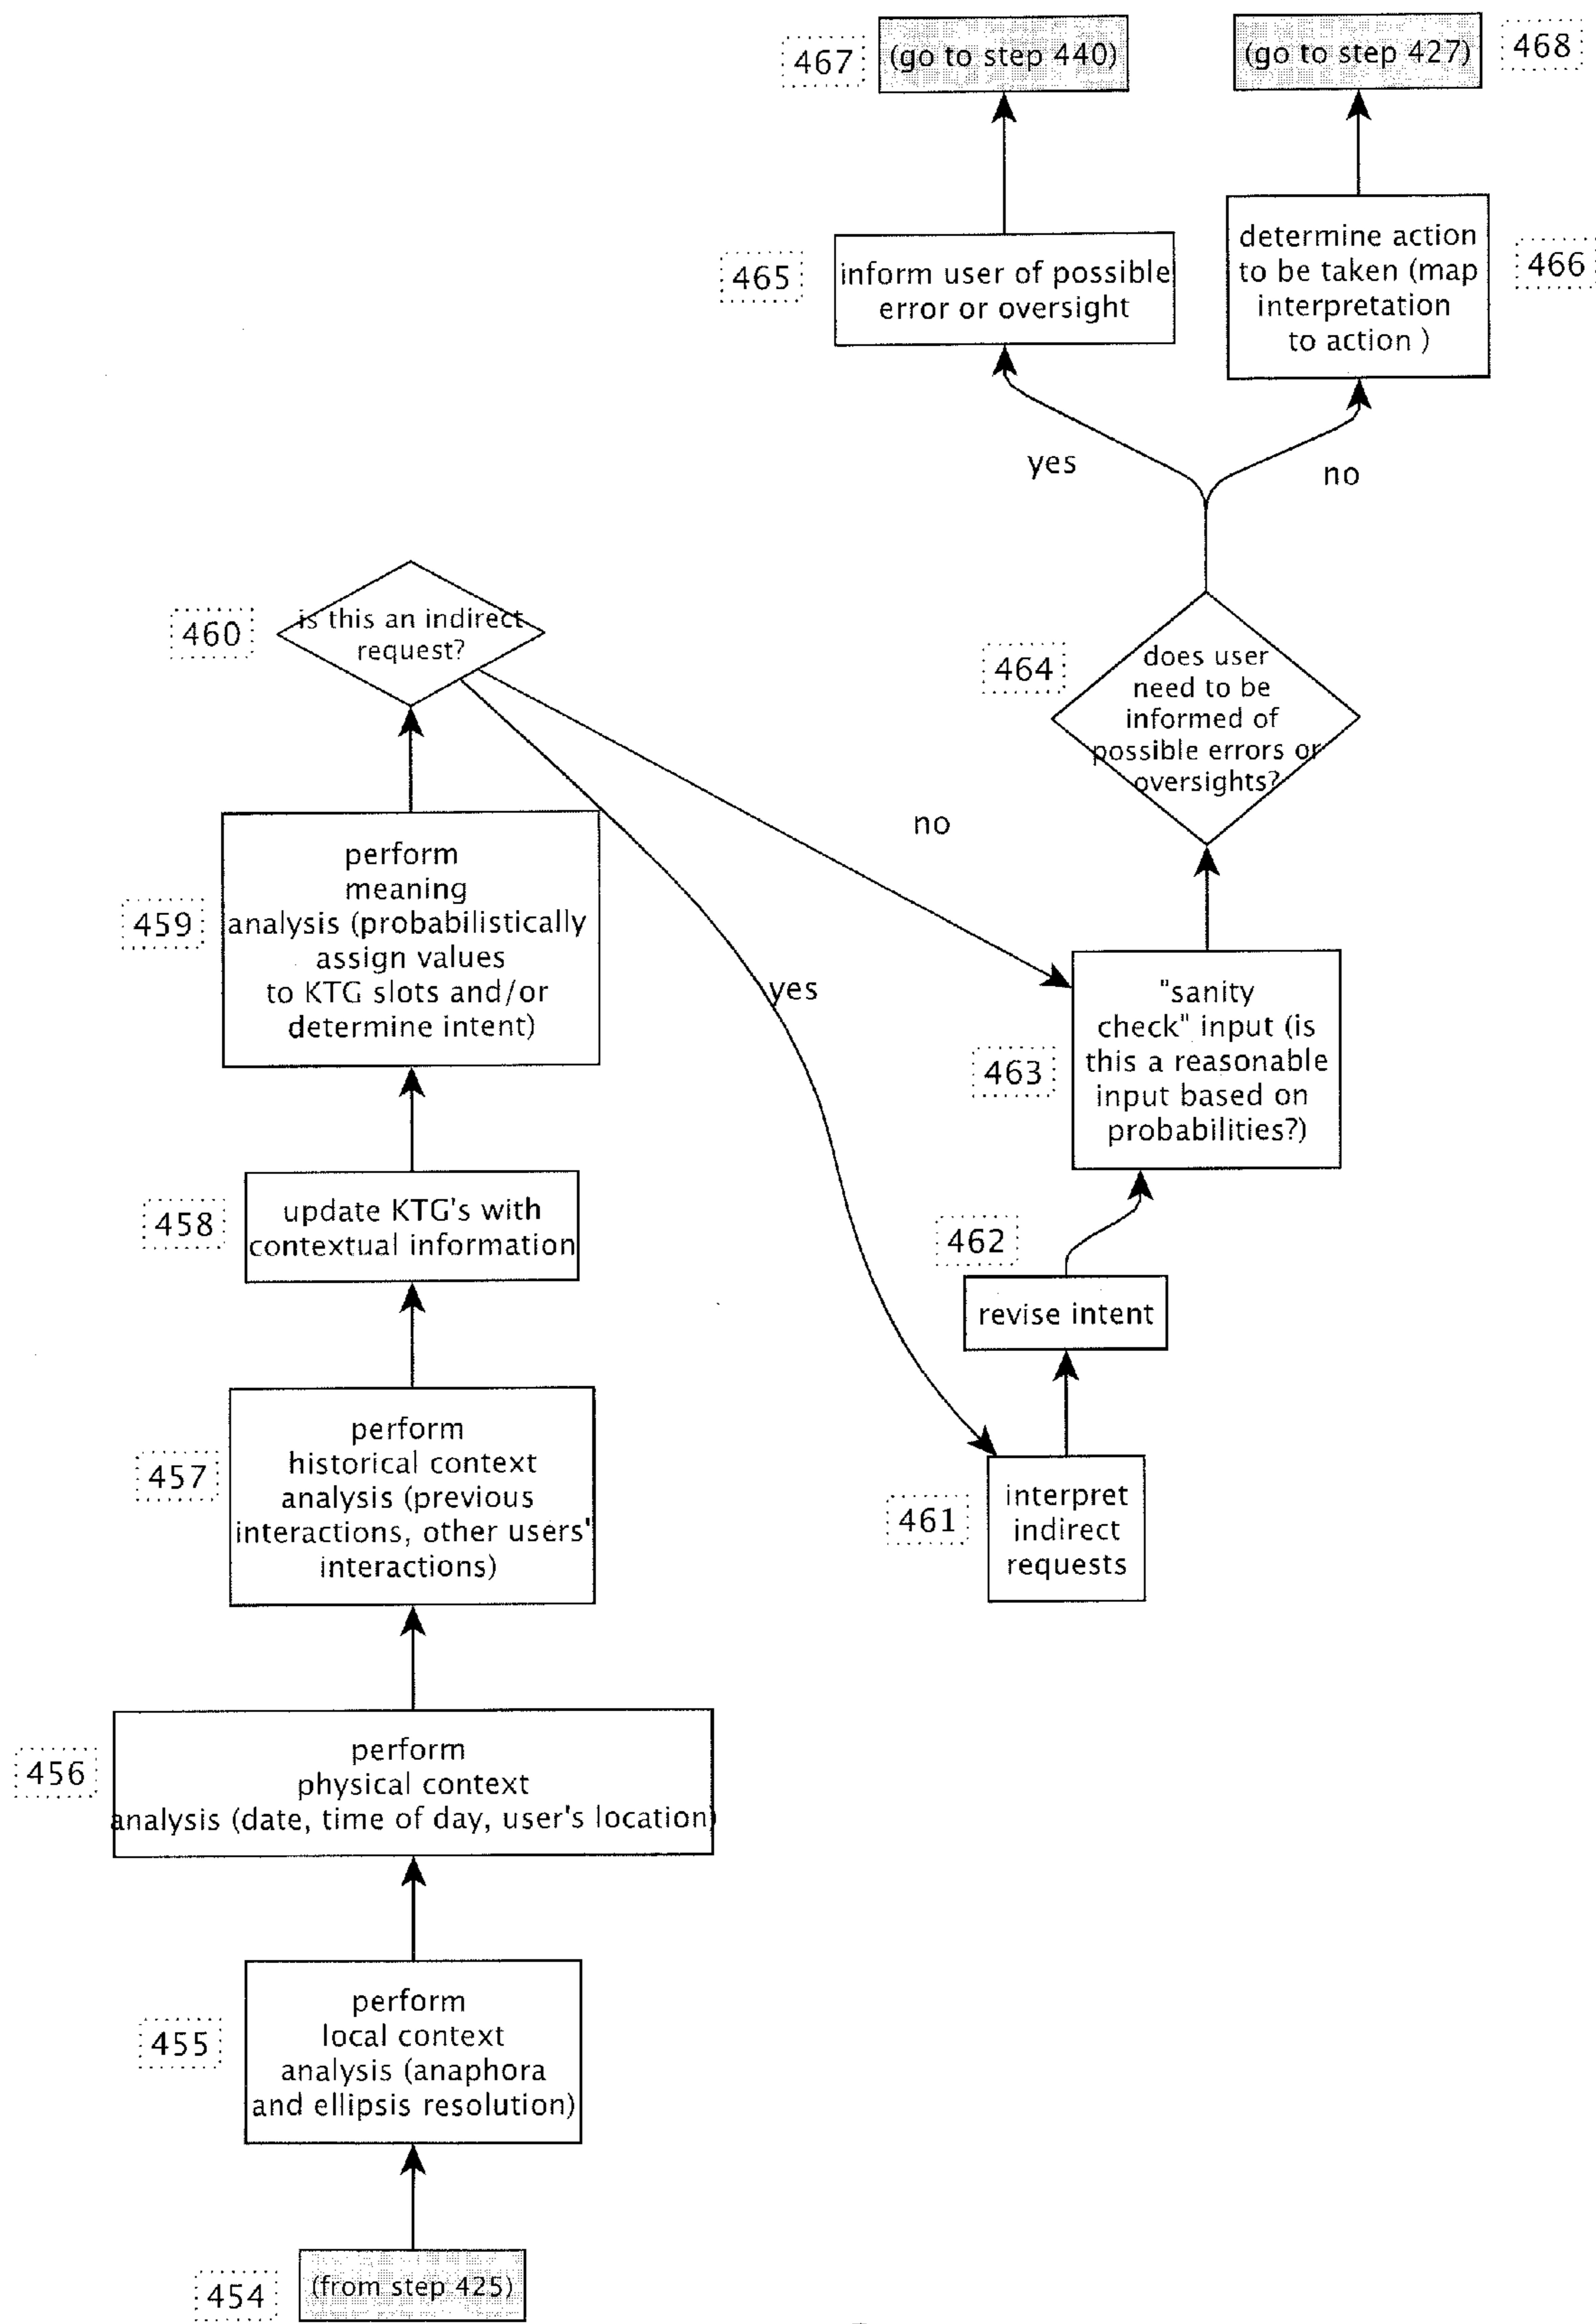 467
(go to step 440)
(go to step 427)
468
465
inform user of possible
error or oversight
determine action
to be taken (map
interpretation
to action )
466
yes
no
460
is this an indirect
request?
464
does user
need to be
informed of
possible errors or
oversights?
no
459
perform
meaning
analysis (probabilistically
assign values
to KTG slots and/or
determine intent)
yes
463
"sanity
check" input (is
this a reasonable
input based on
probabilities?)
458
update KTG's with
contextual information
462
revise intent
457
perform
historical context
analysis (previous
interactions, other users'
interactions)
461
interpret
indirect
requests
456
perform
physical context
analysis (date, time of day, user's location)
455
perform
local context
analysis (anaphora
and ellipsis resolution)
454
(from step 425)